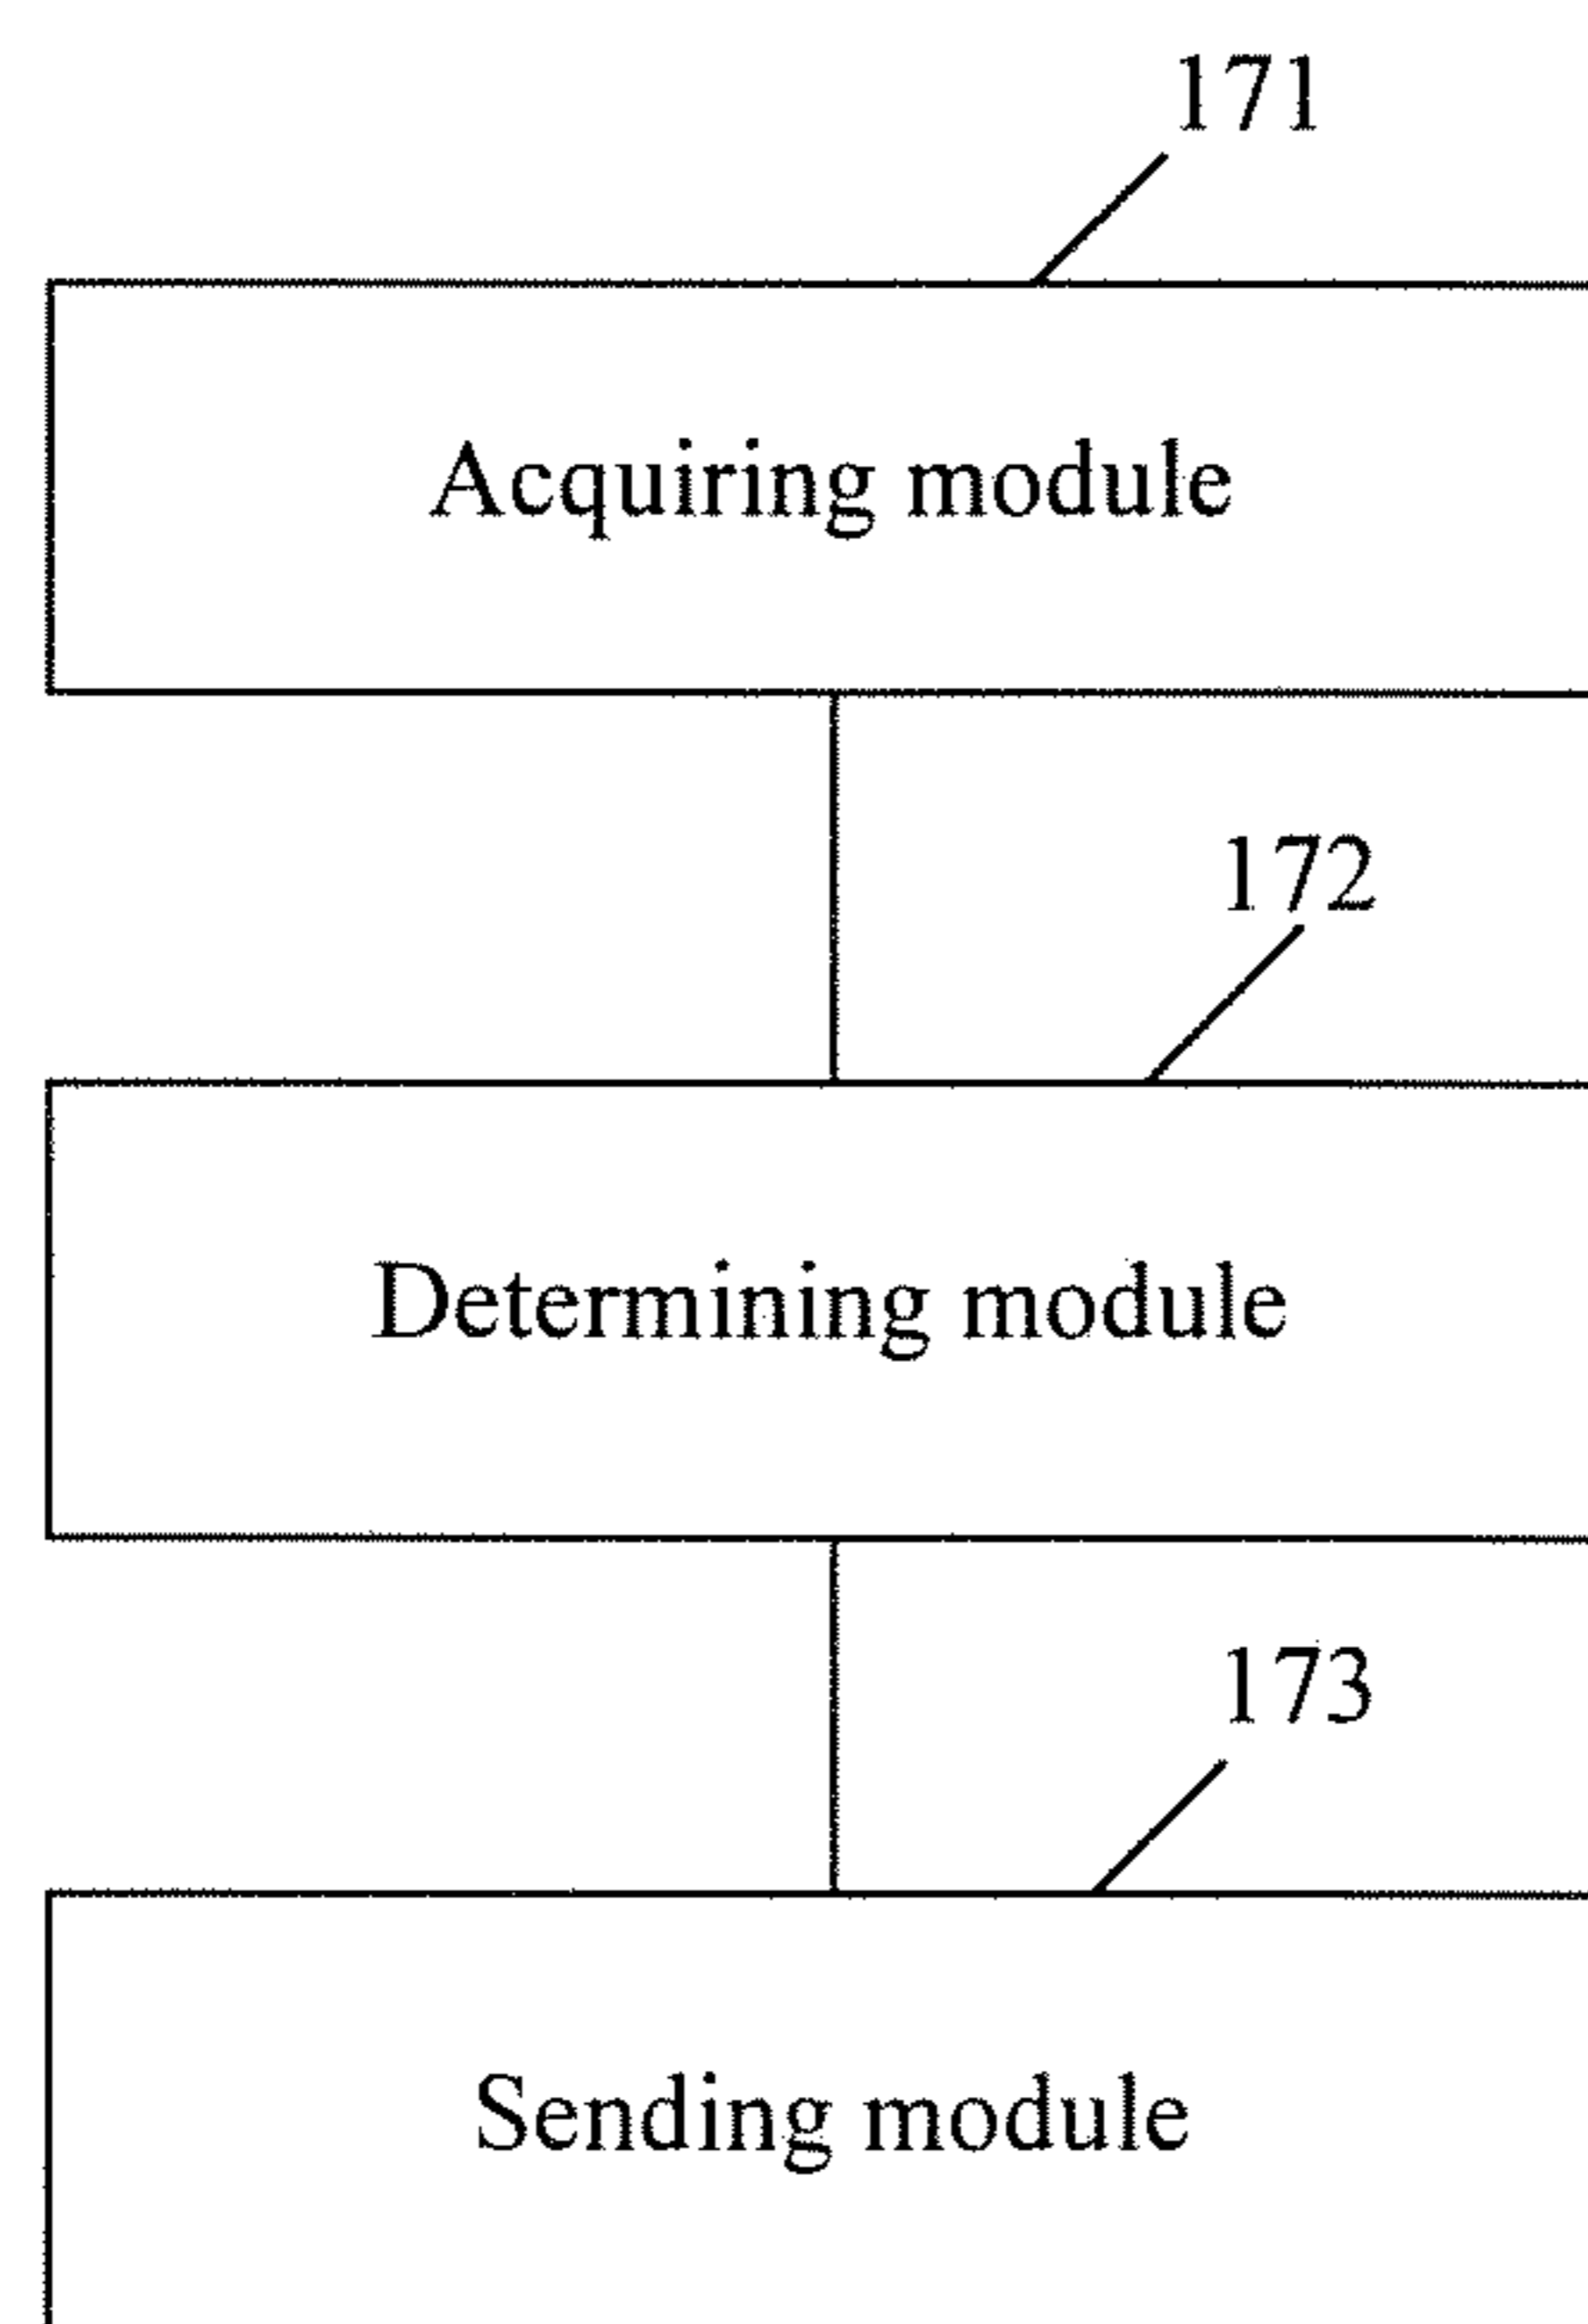 171
Acquiring module
172
Determining module
173
Sending module